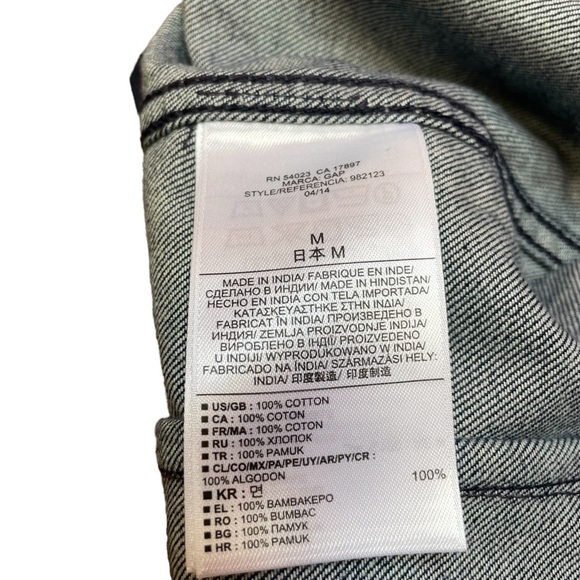 RN 54023 CA 17897
MARCA: GAP
STYLE/REFERENCIA: 982123
04/14
M
日本 M
MADE IN INDIA/ FABRIQUE EN INDE/
СДЕЛАНО В ИНДИИ/ MADE IN HINDISTAN/
HECHO EN INDIA CON TELA IMPORTADA/
ΚΑΤΑΣΚΕΥΑΣΤΗΚΕ ΣΤΗΝ ΙΝΔΙΑ/
FABRICAT ÎN INDIA/ ПРОИЗВЕДЕНО В
ИНДИЯ/ ZEMLJA PROIZVODNJE INDIJA/
ВИРОБЛЕНО В ІНДІЇ/ PROIZVEDENO
U INDIJI/ WYPRODUKOWANO W INDIACH/
FABRICADO NA ÍNDIA/ SZÁRMAZÁSI HELY:
INDIA/ 印度製造/ 印度制造/
■ US/GB : 100% COTTON
■ CA : 100% COTON
■ FR/MA : 100% COTON
■ RU : 100% ХЛОПОК
■ TR : 100% PAMUK
■ CL/CO/MX/PA/PE/UY/AR/PY/CR :
100% ALGODON
■ KR : 면 100%
■ EL : 100% ΒΑΜΒΑΚΕΡΟ
■ RO : 100% BUMBAC
■ BG : 100% ПАМУК
■ HR : 100% PAMUK